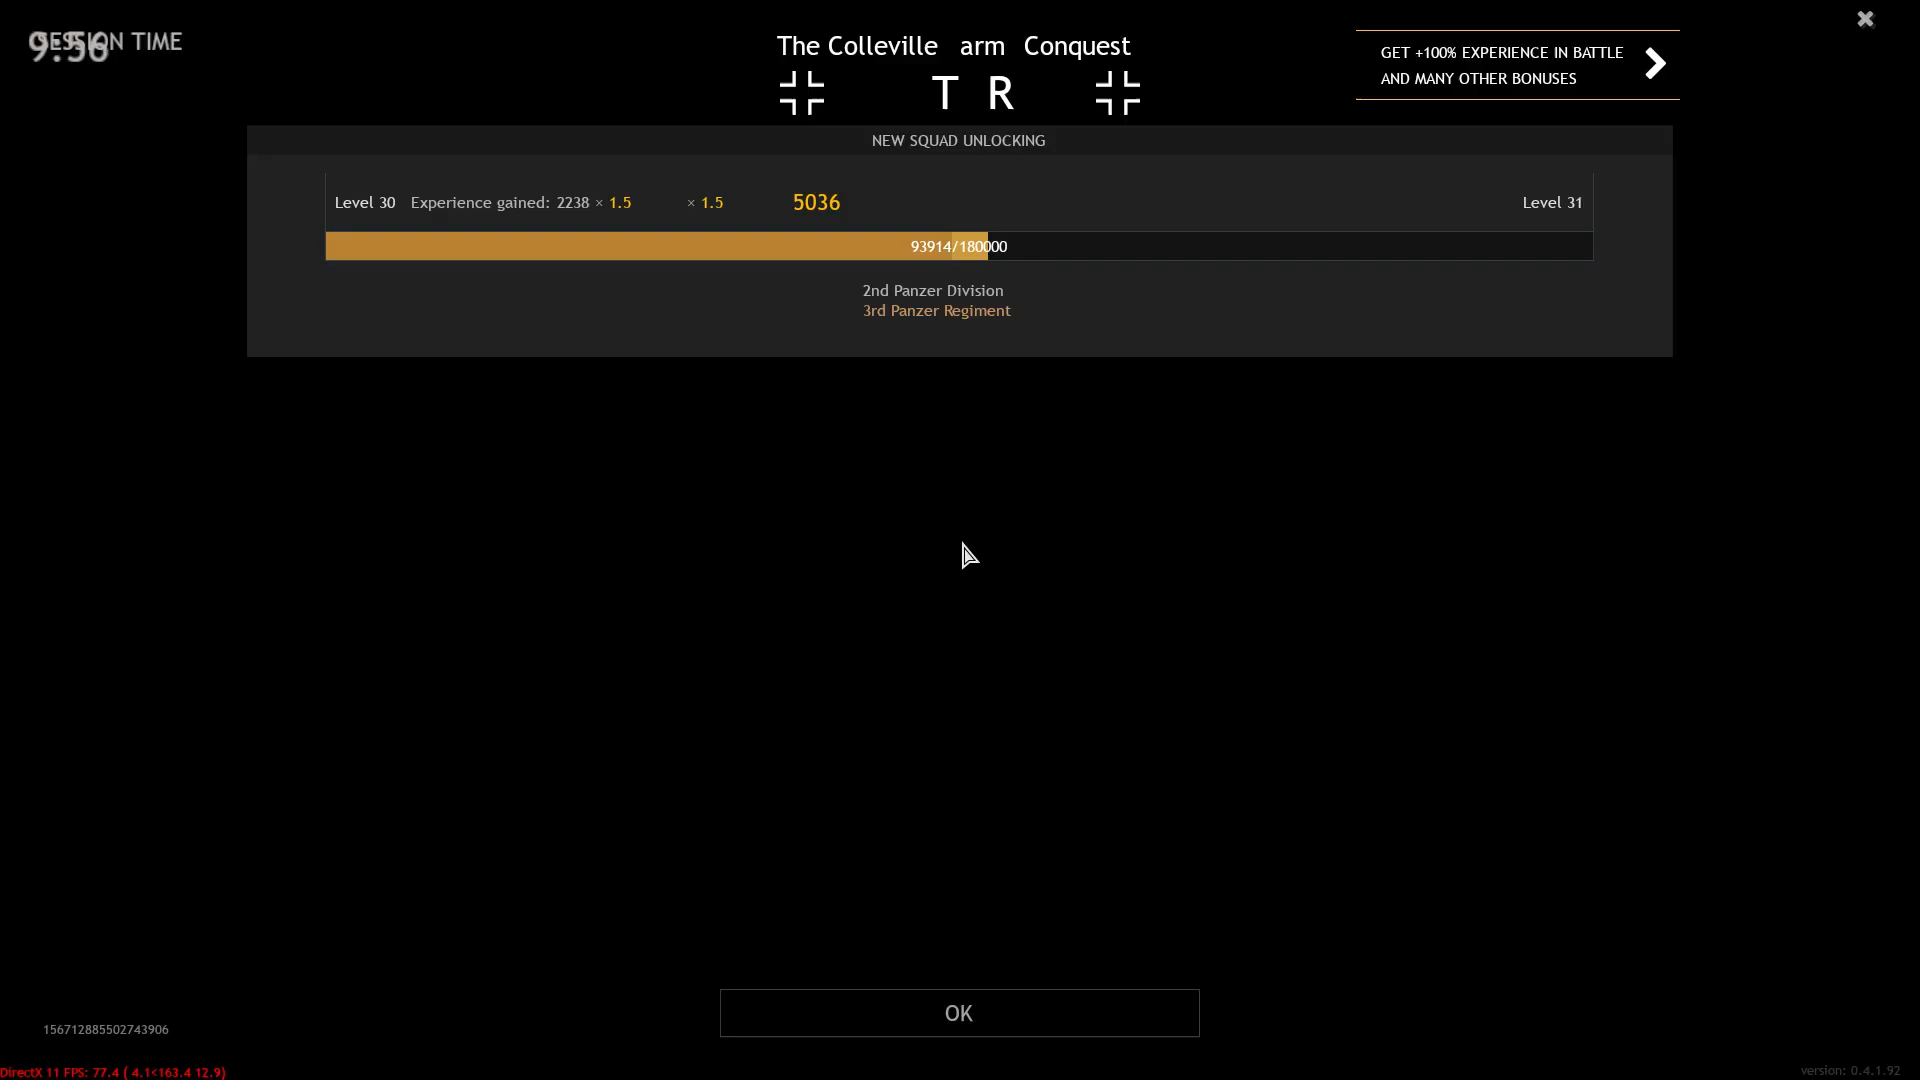 SESSION TIME
9:56
The Colleville arm Conquest
T R
GET +100% EXPERIENCE IN BATTLE
AND MANY OTHER BONUSES
NEW SQUAD UNLOCKING
Level 30 Experience gained: 2238 × 1.5 × 1.5 5036 Level 31
93914/180000
2nd Panzer Division
3rd Panzer Regiment
OK
156712885502743906
DirectX 11 FPS: 77.4 ( 4.1<163.4 12.9)
version: 0.4.1.92